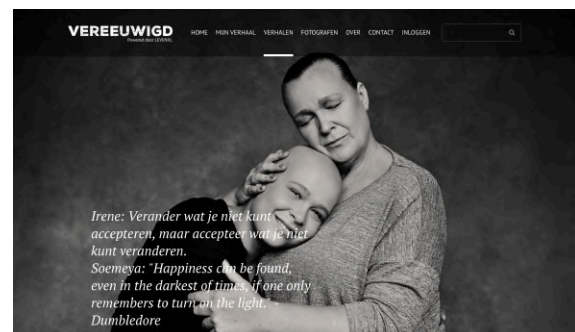 VEREEUWIGD
Powered door LEVENXL
HOME MIJN VERHAAL VERHALEN FOTOGRAFEN OVER CONTACT INLOGGEN
Irene: Verander wat je niet kunt
accepteren, maar accepteer wat je niet
kunt veranderen.
Soemeya: "Happiness can be found,
even in the darkest of times, if one only
remembers to turn on the light." -
Dumbledore